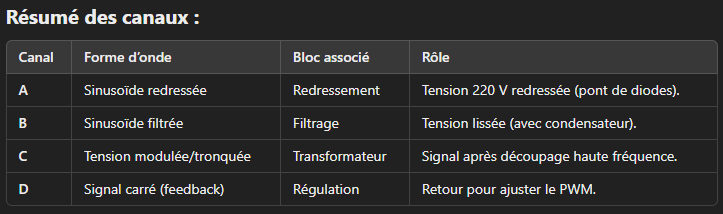 Résumé des canaux :
Canal Forme d’onde Bloc associé Rôle
A Sinusoïde redressée Redressement Tension 220 V redressée (pont de diodes).
B Sinusoïde filtrée Filtrage Tension lissée (avec condensateur).
C Tension modulée/tronquée Transformateur Signal après découpage haute fréquence.
D Signal carré (feedback) Régulation Retour pour ajuster le PWM.